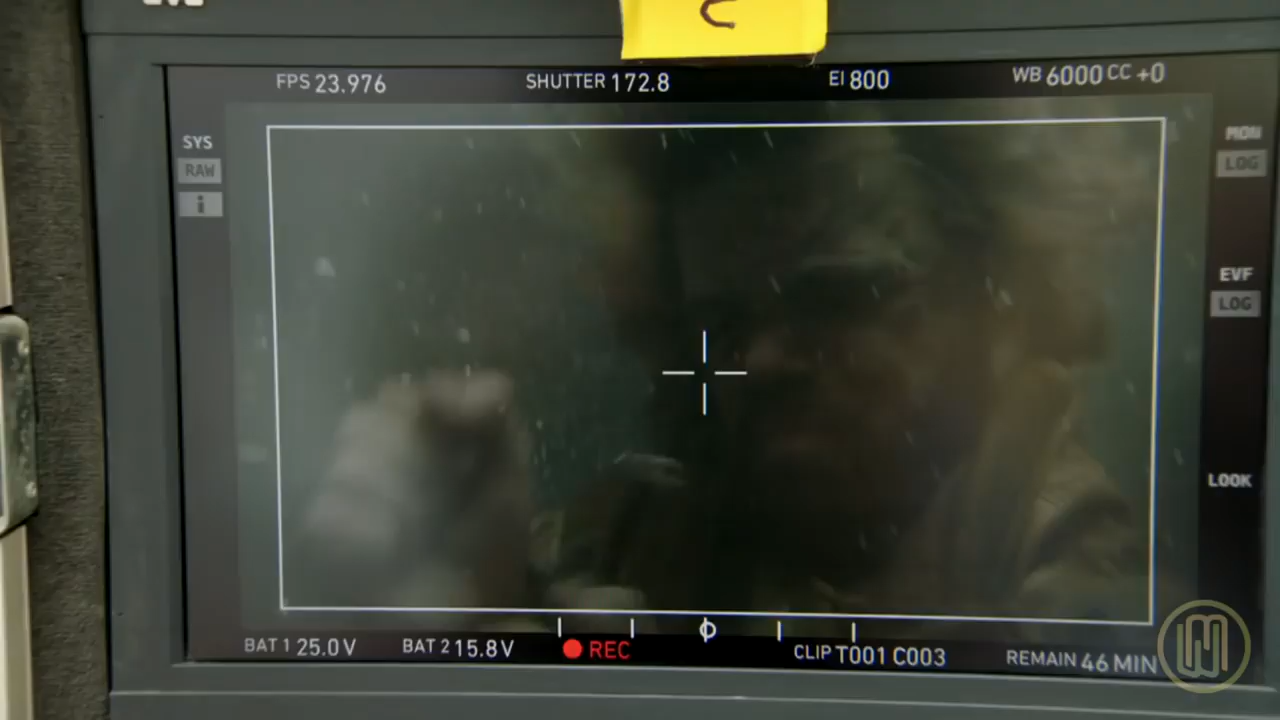 FPS 23.976 SHUTTER 172.8 EI 800 WB 6000 CC +0
SYS
RAW
i
MON
LOG
EVF
LOG
LOOK
BAT 1 25.0 V BAT 2 15.8 V REC CLIP T001 C003 REMAIN 46 MIN